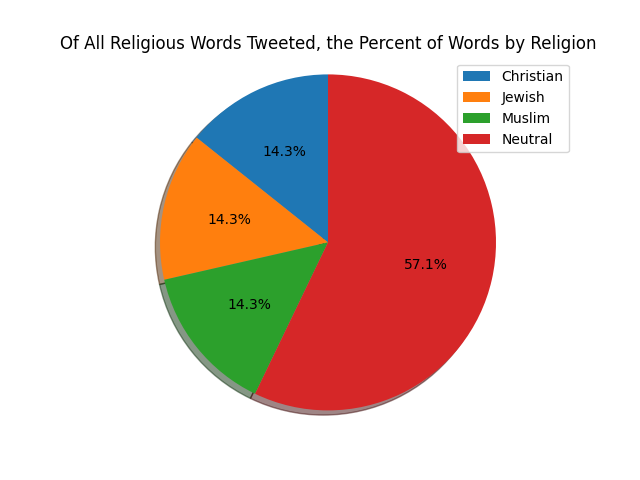 Of All Religious Words Tweeted, the Percent of Words by Religion
Christian
Jewish
Muslim
Neutral
14.3%
14.3%
57.1%
14.3%